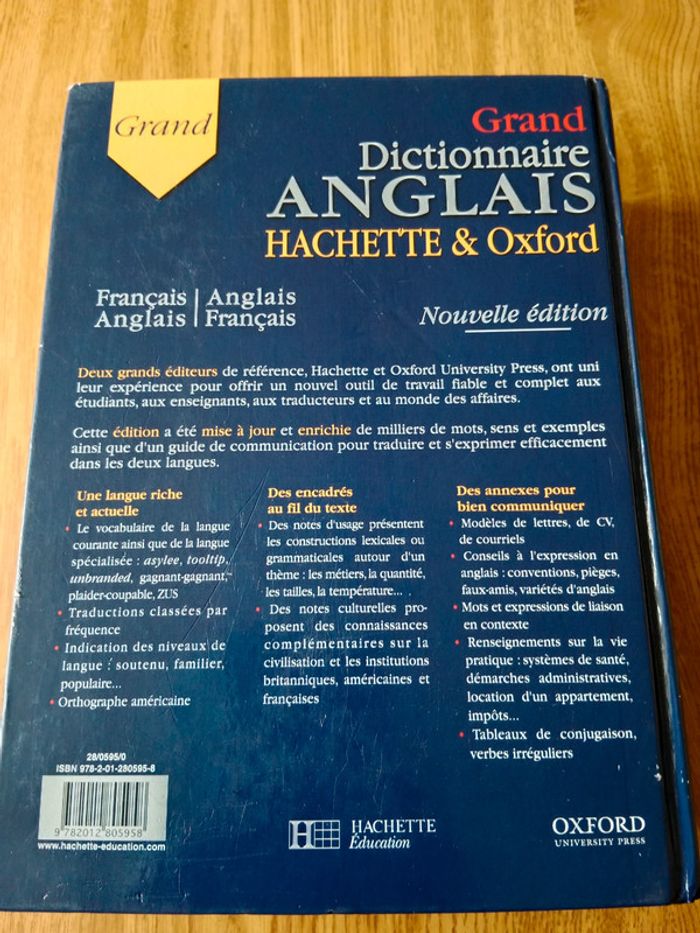 Grand
Grand
Dictionnaire
ANGLAIS
HACHETTE & Oxford
Français | Anglais
Anglais | Français
Nouvelle édition
Deux grands éditeurs de référence, Hachette et Oxford University Press, ont uni
leur expérience pour offrir un nouvel outil de travail fiable et complet aux
étudiants, aux enseignants, aux traducteurs et au monde des affaires.
Cette édition a été mise à jour et enrichie de milliers de mots, sens et exemples
ainsi que d'un guide de communication pour traduire et s'exprimer efficacement
dans les deux langues.
Une langue riche
et actuelle
• Le vocabulaire de la langue
courante ainsi que de la langue
spécialisée : asylee, tooltip,
unbranded, gagnant-gagnant,
plaider-coupable, ZUS
• Traductions classées par
fréquence
• Indication des niveaux de
langue : soutenu, familier,
populaire...
• Orthographe américaine
Des encadrés
au fil du texte
• Des notes d'usage présentent
les constructions lexicales ou
grammaticales autour d'un
thème : les métiers, la quantité,
les tailles, la température...
• Des notes culturelles pro-
posent des connaissances
complémentaires sur la
civilisation et les institutions
britanniques, américaines et
françaises
Des annexes pour
bien communiquer
• Modèles de lettres, de CV,
de courriels
• Conseils à l'expression en
anglais : conventions, pièges,
faux-amis, variétés d'anglais
• Mots et expressions de liaison
en contexte
• Renseignements sur la vie
pratique : systèmes de santé,
démarches administratives,
location d'un appartement,
impôts...
• Tableaux de conjugaison,
verbes irréguliers
28/0595/0
ISBN 978-2-01-280595-8
9 782012 805958
www.hachette-education.com
H HACHETTE
Éducation
OXFORD
UNIVERSITY PRESS